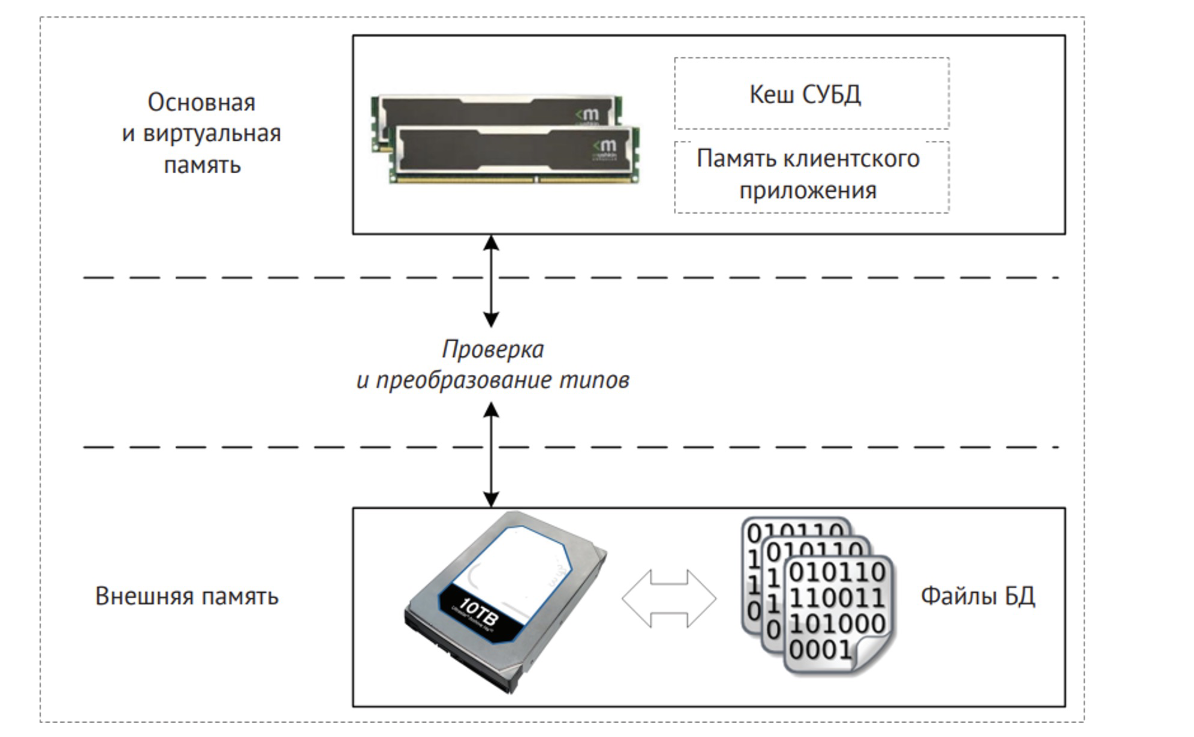 Основная
и виртуальная
память
Кеш СУБД
Память клиентского
приложения
Проверка
и преобразование типов
Внешняя память
10TB
010110
010110
010110
110011
101000
0001
Файлы БД